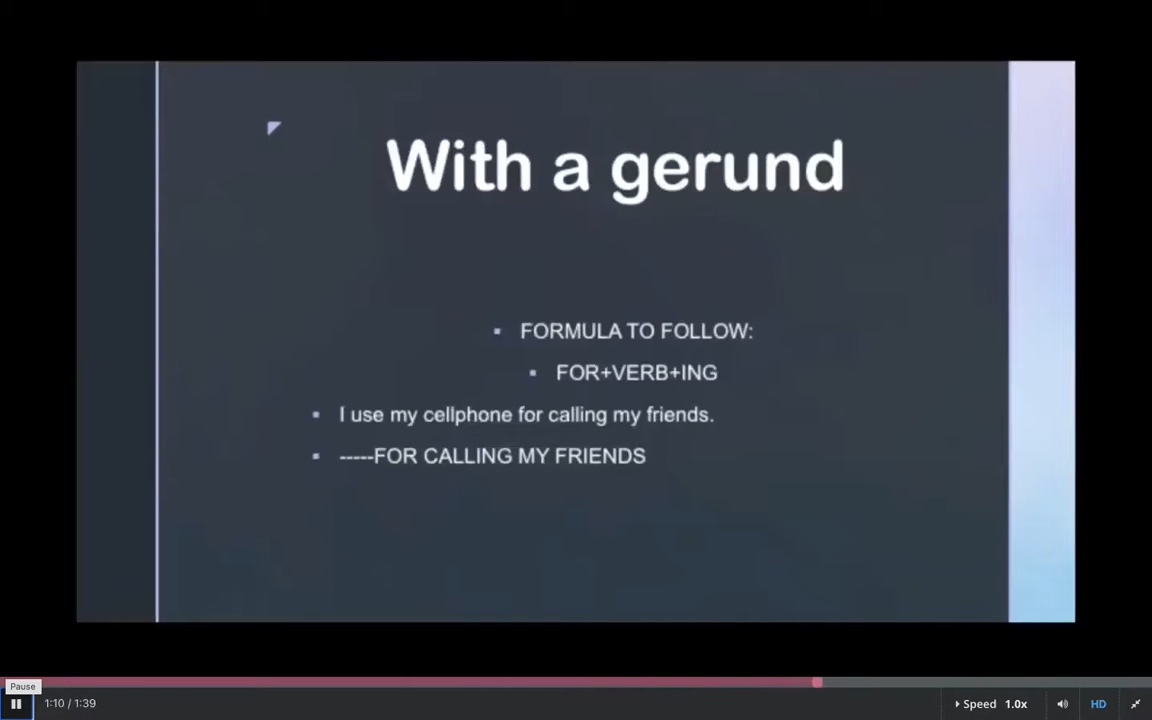 With a gerund
FORMULA TO FOLLOW:
FOR+VERB+ING
I use my cellphone for calling my friends.
-----FOR CALLING MY FRIENDS
Pause
1:10 / 1:39
Speed 1.0x
HD